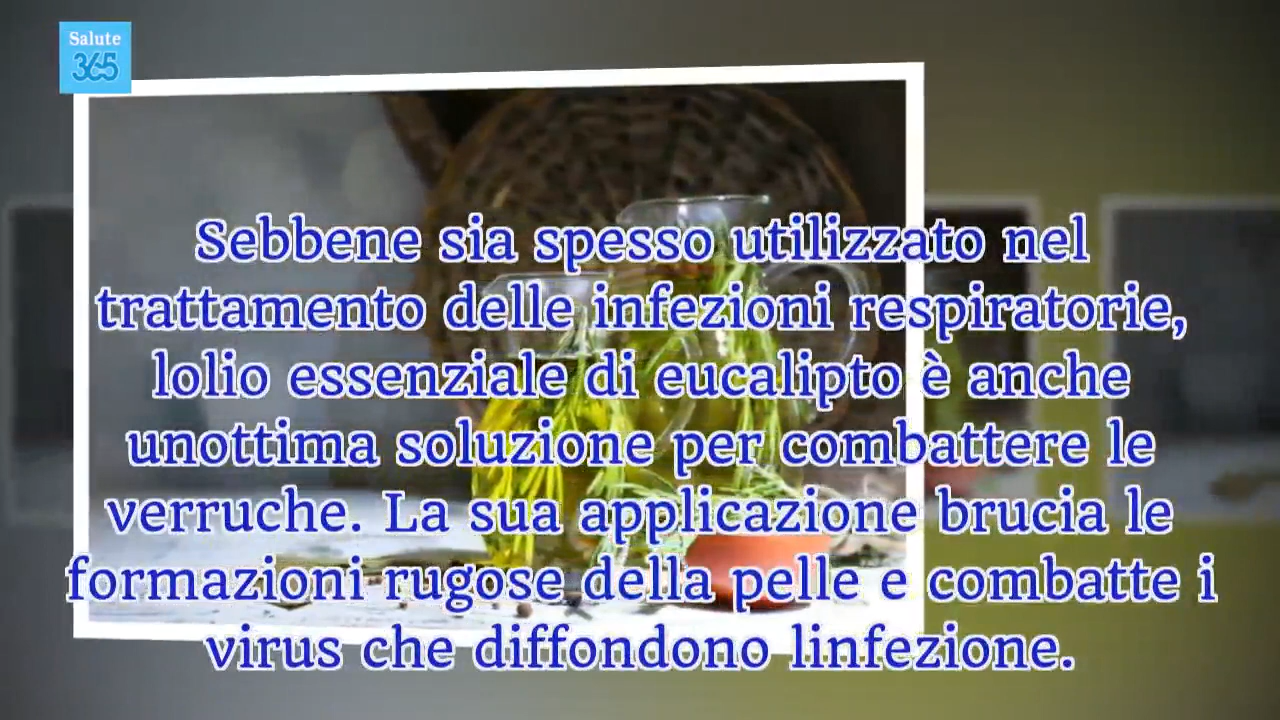 Salute
365
Sebbene sia spesso utilizzato nel
trattamento delle infezioni respiratorie,
lolio essenziale di eucalipto è anche
unottima soluzione per combattere le
verruche. La sua applicazione brucia le
formazioni rugose della pelle e combatte i
virus che diffondono linfezione.